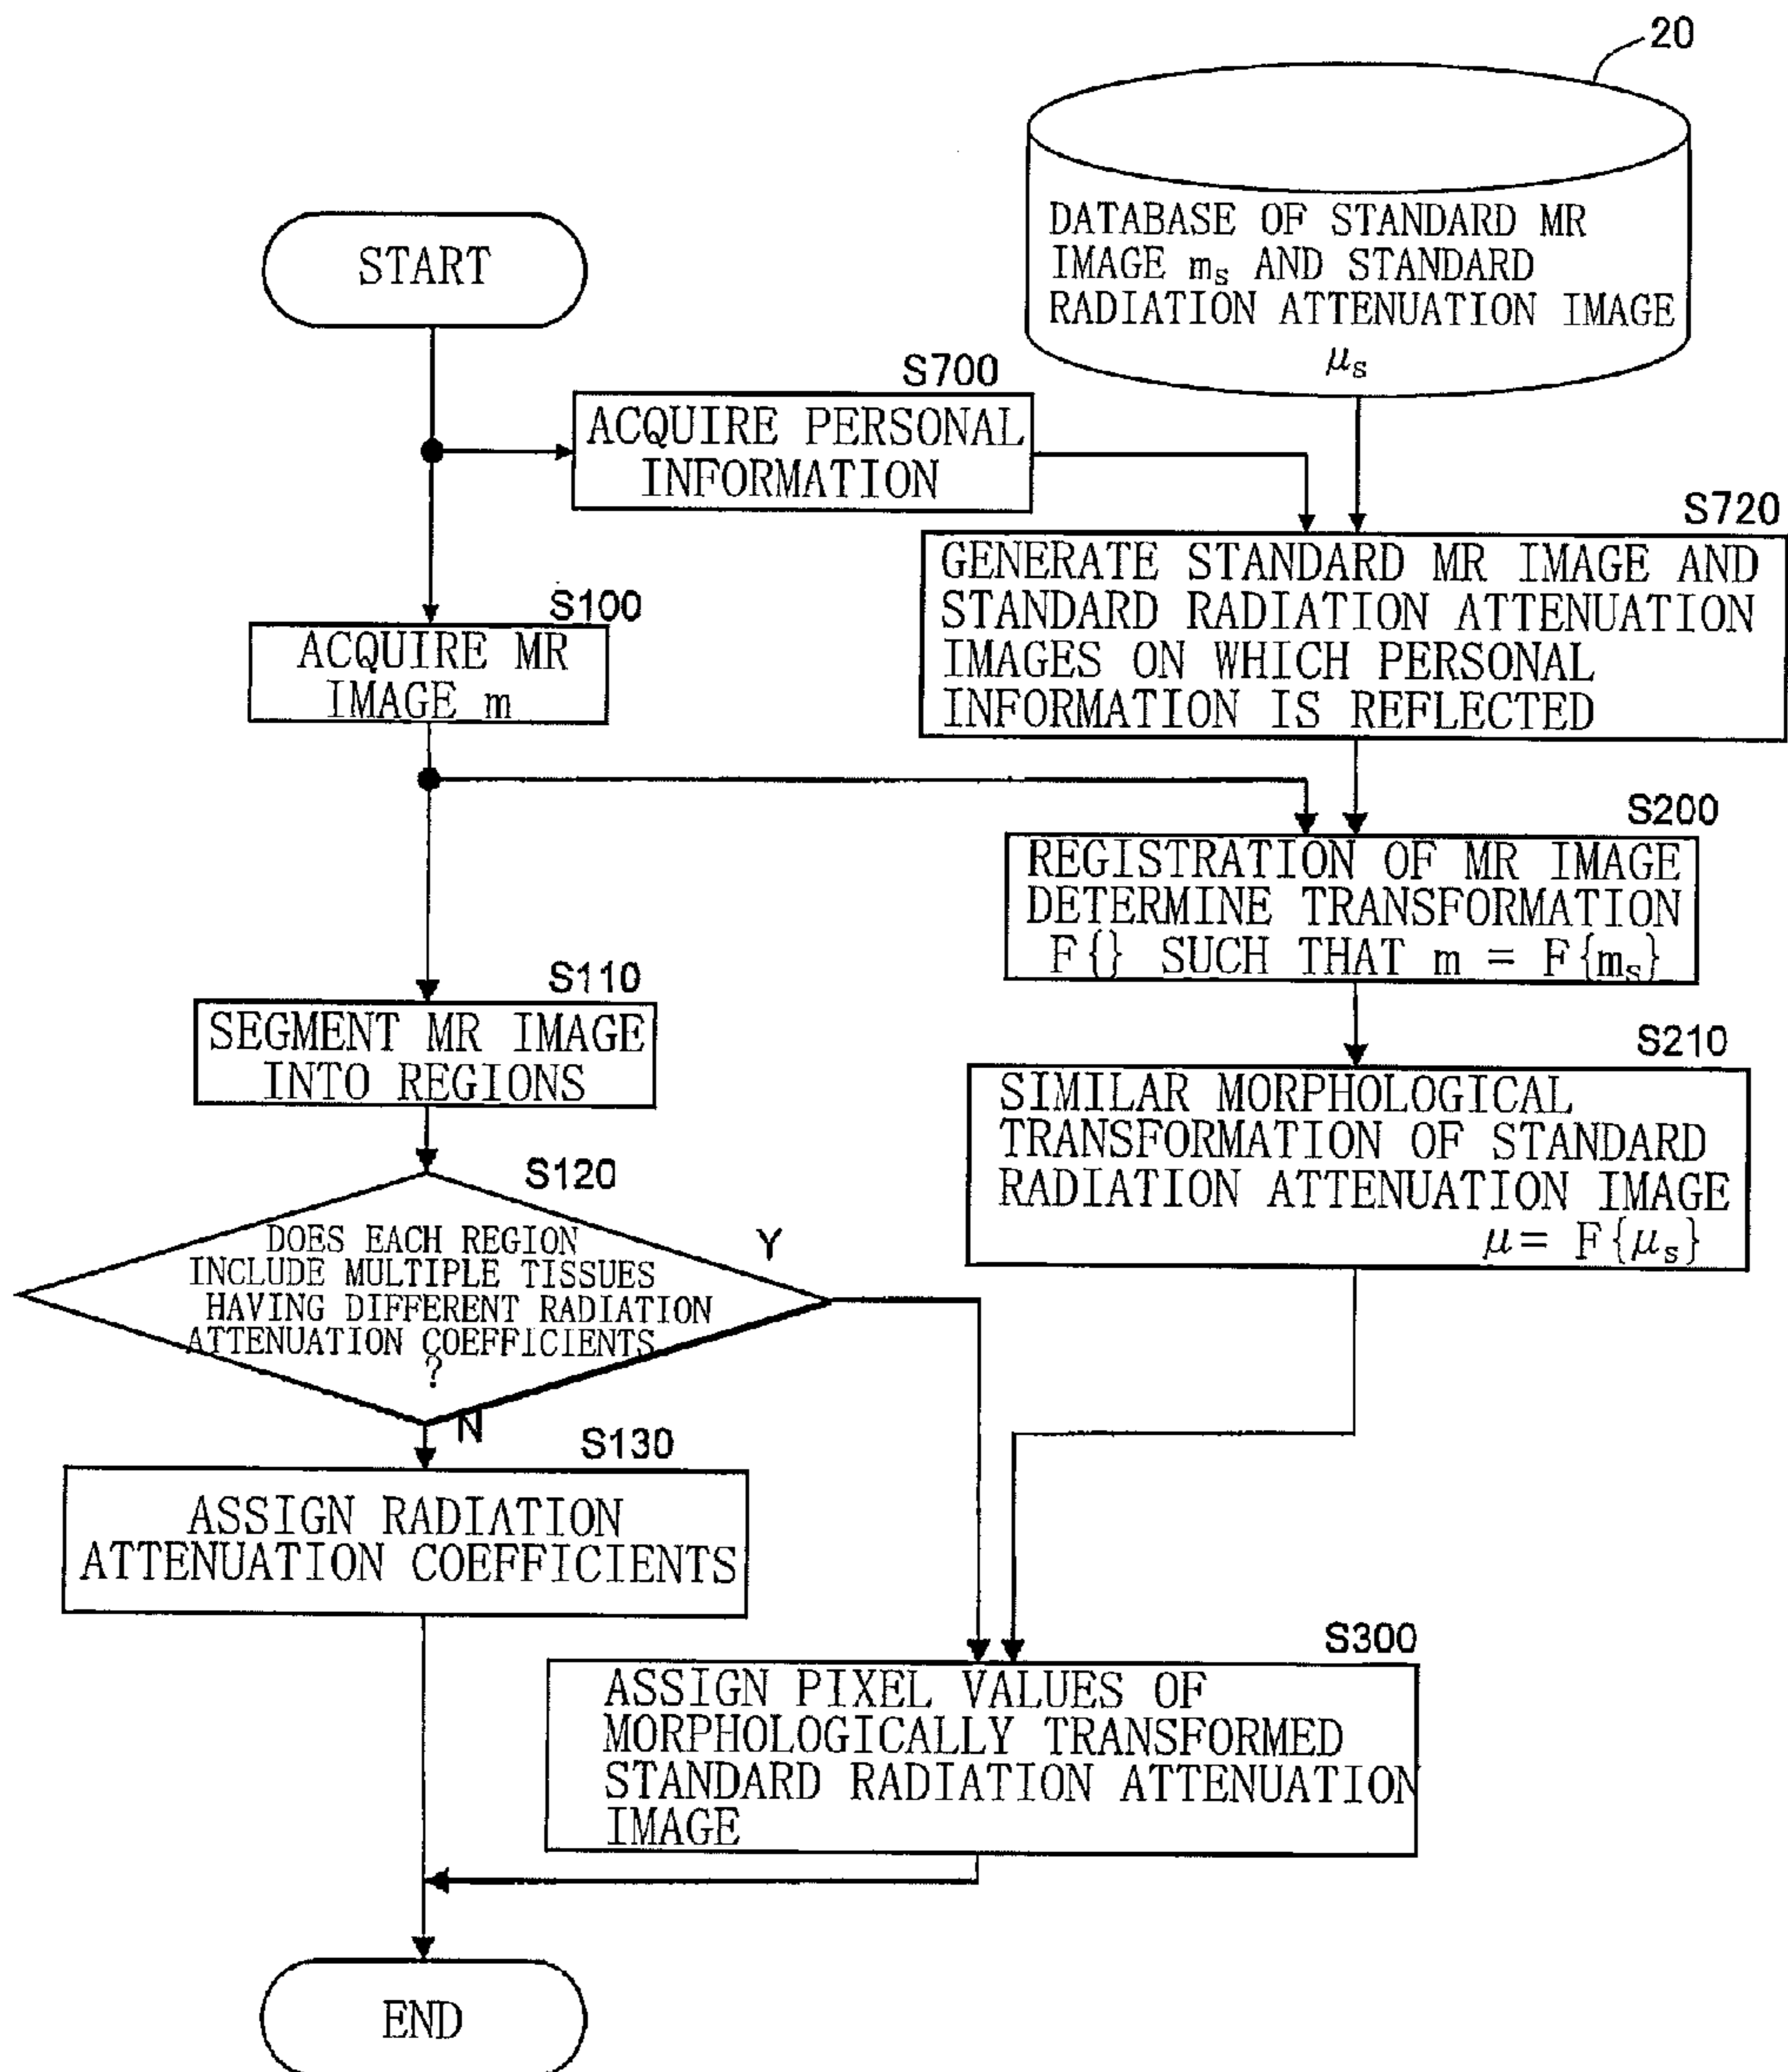 20
DATABASE OF STANDARD MR
IMAGE ms AND STANDARD
RADIATION ATTENUATION IMAGE
μs
START
S700
ACQUIRE PERSONAL
INFORMATION
S720
GENERATE STANDARD MR IMAGE AND
STANDARD RADIATION ATTENUATION
IMAGES ON WHICH PERSONAL
INFORMATION IS REFLECTED
S100
ACQUIRE MR
IMAGE m
S200
REGISTRATION OF MR IMAGE
DETERMINE TRANSFORMATION
F{} SUCH THAT m = F{ms}
S110
SEGMENT MR IMAGE
INTO REGIONS
S210
SIMILAR MORPHOLOGICAL
TRANSFORMATION OF STANDARD
RADIATION ATTENUATION IMAGE
μ= F{μs}
S120
DOES EACH REGION
INCLUDE MULTIPLE TISSUES
HAVING DIFFERENT RADIATION
ATTENUATION COEFFICIENTS
?
Y
N
S130
ASSIGN RADIATION
ATTENUATION COEFFICIENTS
S300
ASSIGN PIXEL VALUES OF
MORPHOLOGICALLY TRANSFORMED
STANDARD RADIATION ATTENUATION
IMAGE
END